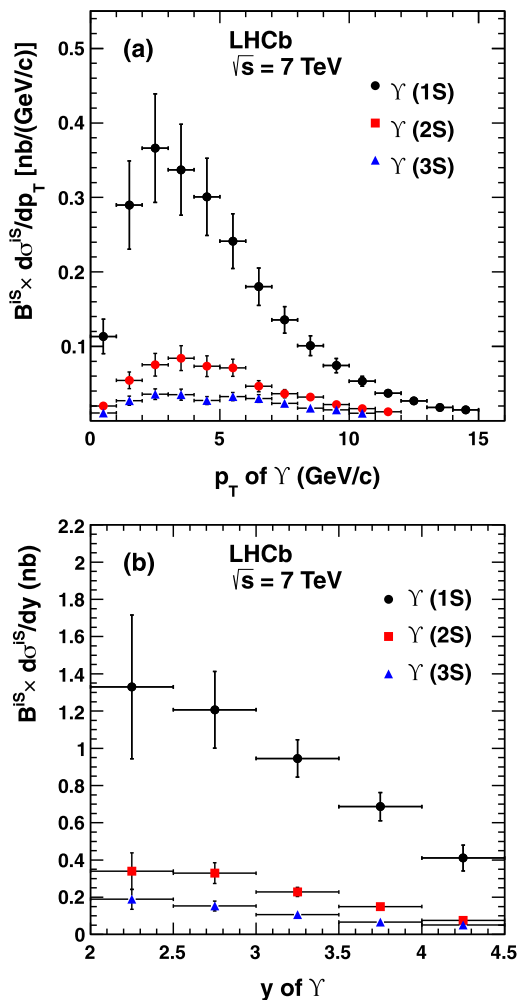 (a)
LHCb
√s = 7 TeV
ϒ (1S)
ϒ (2S)
ϒ (3S)
B^iS × dσ^iS/dp_T [nb/(GeV/c)]
0.5
0.4
0.3
0.2
0.1
0 5 10 15
p_T of ϒ (GeV/c)
(b)
LHCb
√s = 7 TeV
ϒ (1S)
ϒ (2S)
ϒ (3S)
B^iS × dσ^iS/dy (nb)
2.2
2
1.8
1.6
1.4
1.2
1
0.8
0.6
0.4
0.2
0
2 2.5 3 3.5 4 4.5
y of ϒ